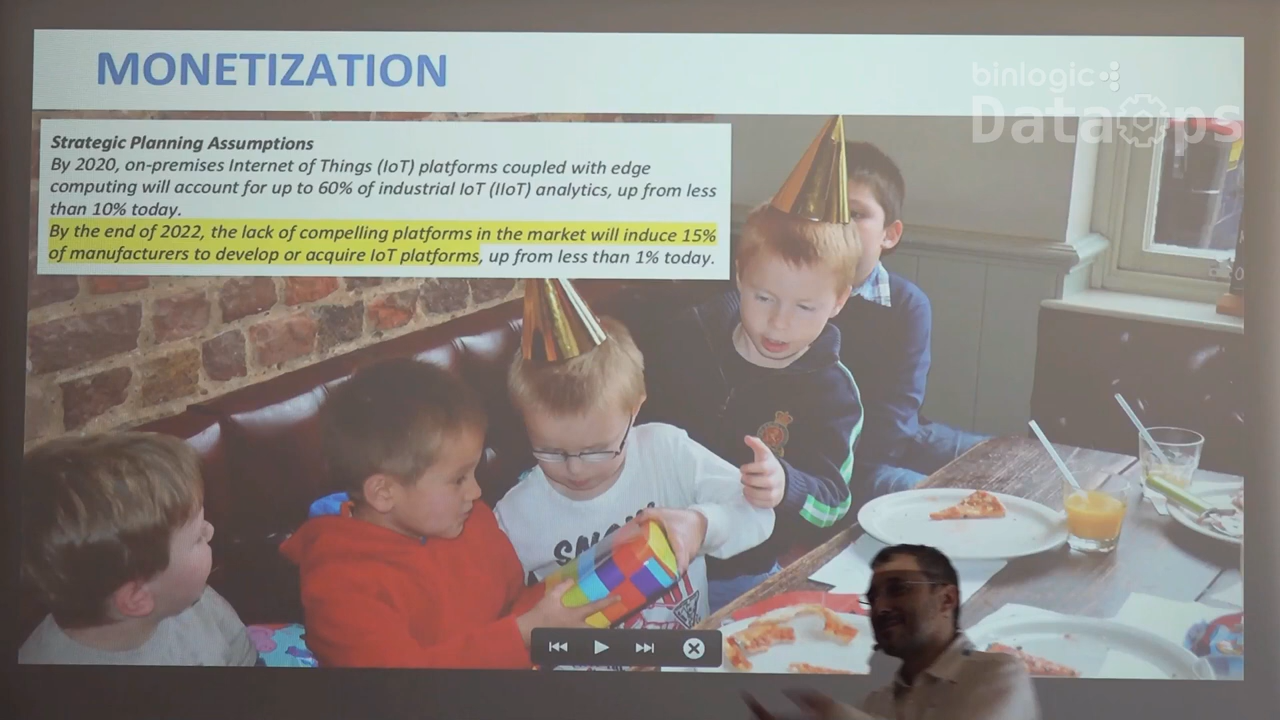 MONETIZATION
binlogic
DataOps
Strategic Planning Assumptions
By 2020, on-premises Internet of Things (IoT) platforms coupled with edge
computing will account for up to 60% of industrial IoT (IIoT) analytics, up from less
than 10% today.
By the end of 2022, the lack of compelling platforms in the market will induce 15%
of manufacturers to develop or acquire IoT platforms, up from less than 1% today.